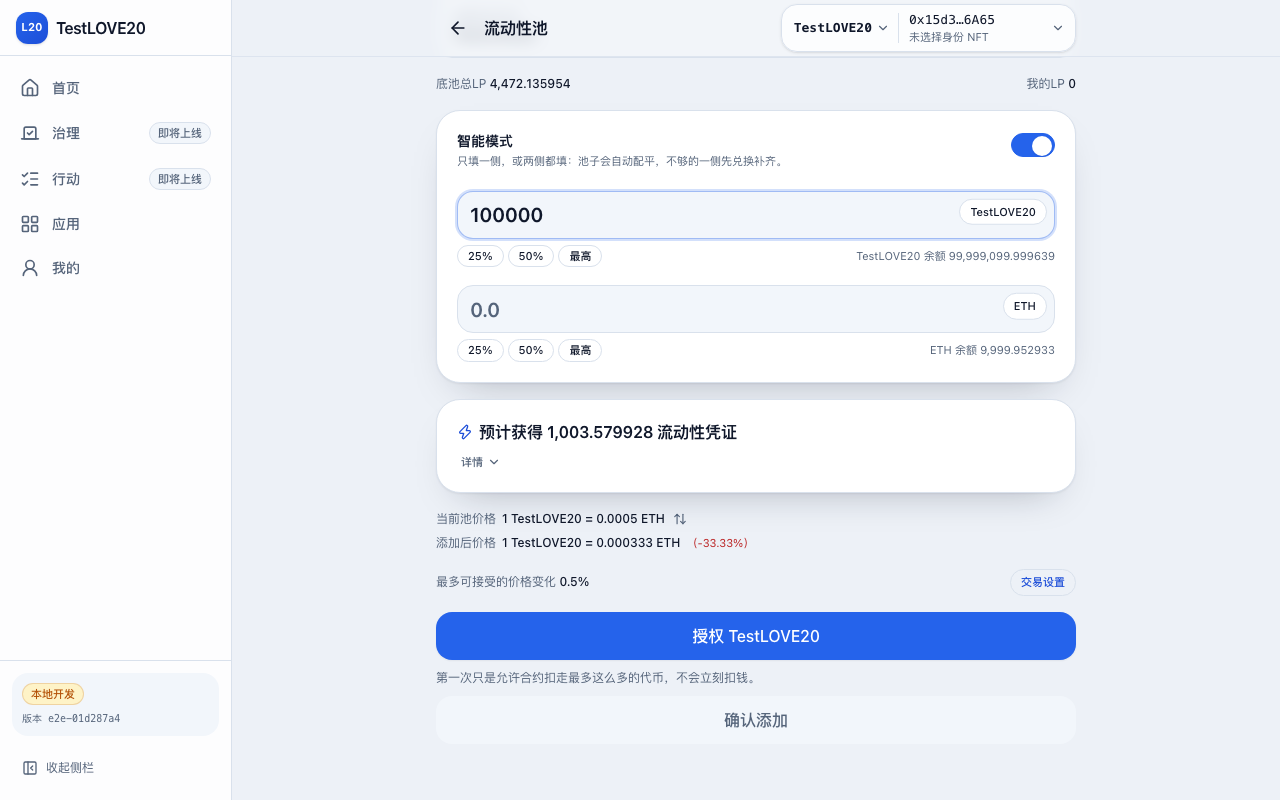 L20 TestLOVE20
首页
治理 即将上线
行动 即将上线
应用
我的
本地开发
版本 e2e-01d287a4
收起侧栏
流动性池
TestLOVE20
0x15d3…6A65
未选择身份 NFT
底池总LP 4,472.135954
我的LP 0
智能模式
只填一侧，或两侧都填：池子会自动配平，不够的一侧先兑换补齐。
100000 TestLOVE20
25% 50% 最高 TestLOVE20 余额 99,999,099.999639
0.0 ETH
25% 50% 最高 ETH 余额 9,999.952933
预计获得 1,003.579928 流动性凭证
详情
当前池价格 1 TestLOVE20 = 0.0005 ETH
添加后价格 1 TestLOVE20 = 0.000333 ETH (-33.33%)
最多可接受的价格变化 0.5% 交易设置
授权 TestLOVE20
第一次只是允许合约扣走最多这么多的代币，不会立刻扣钱。
确认添加